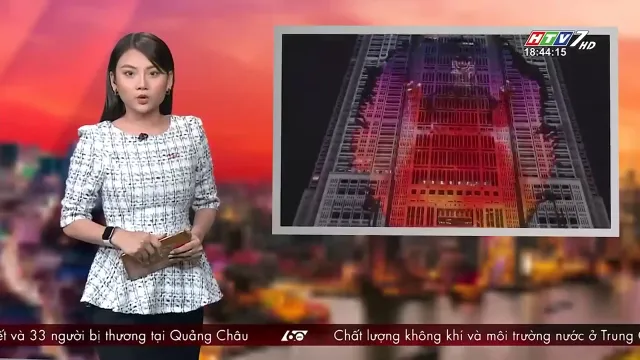 HTV7 HD
18:44:15
ết và 33 người bị thương tại Quảng Châu 60 Chất lượng không khí và môi trường nước ở Trung